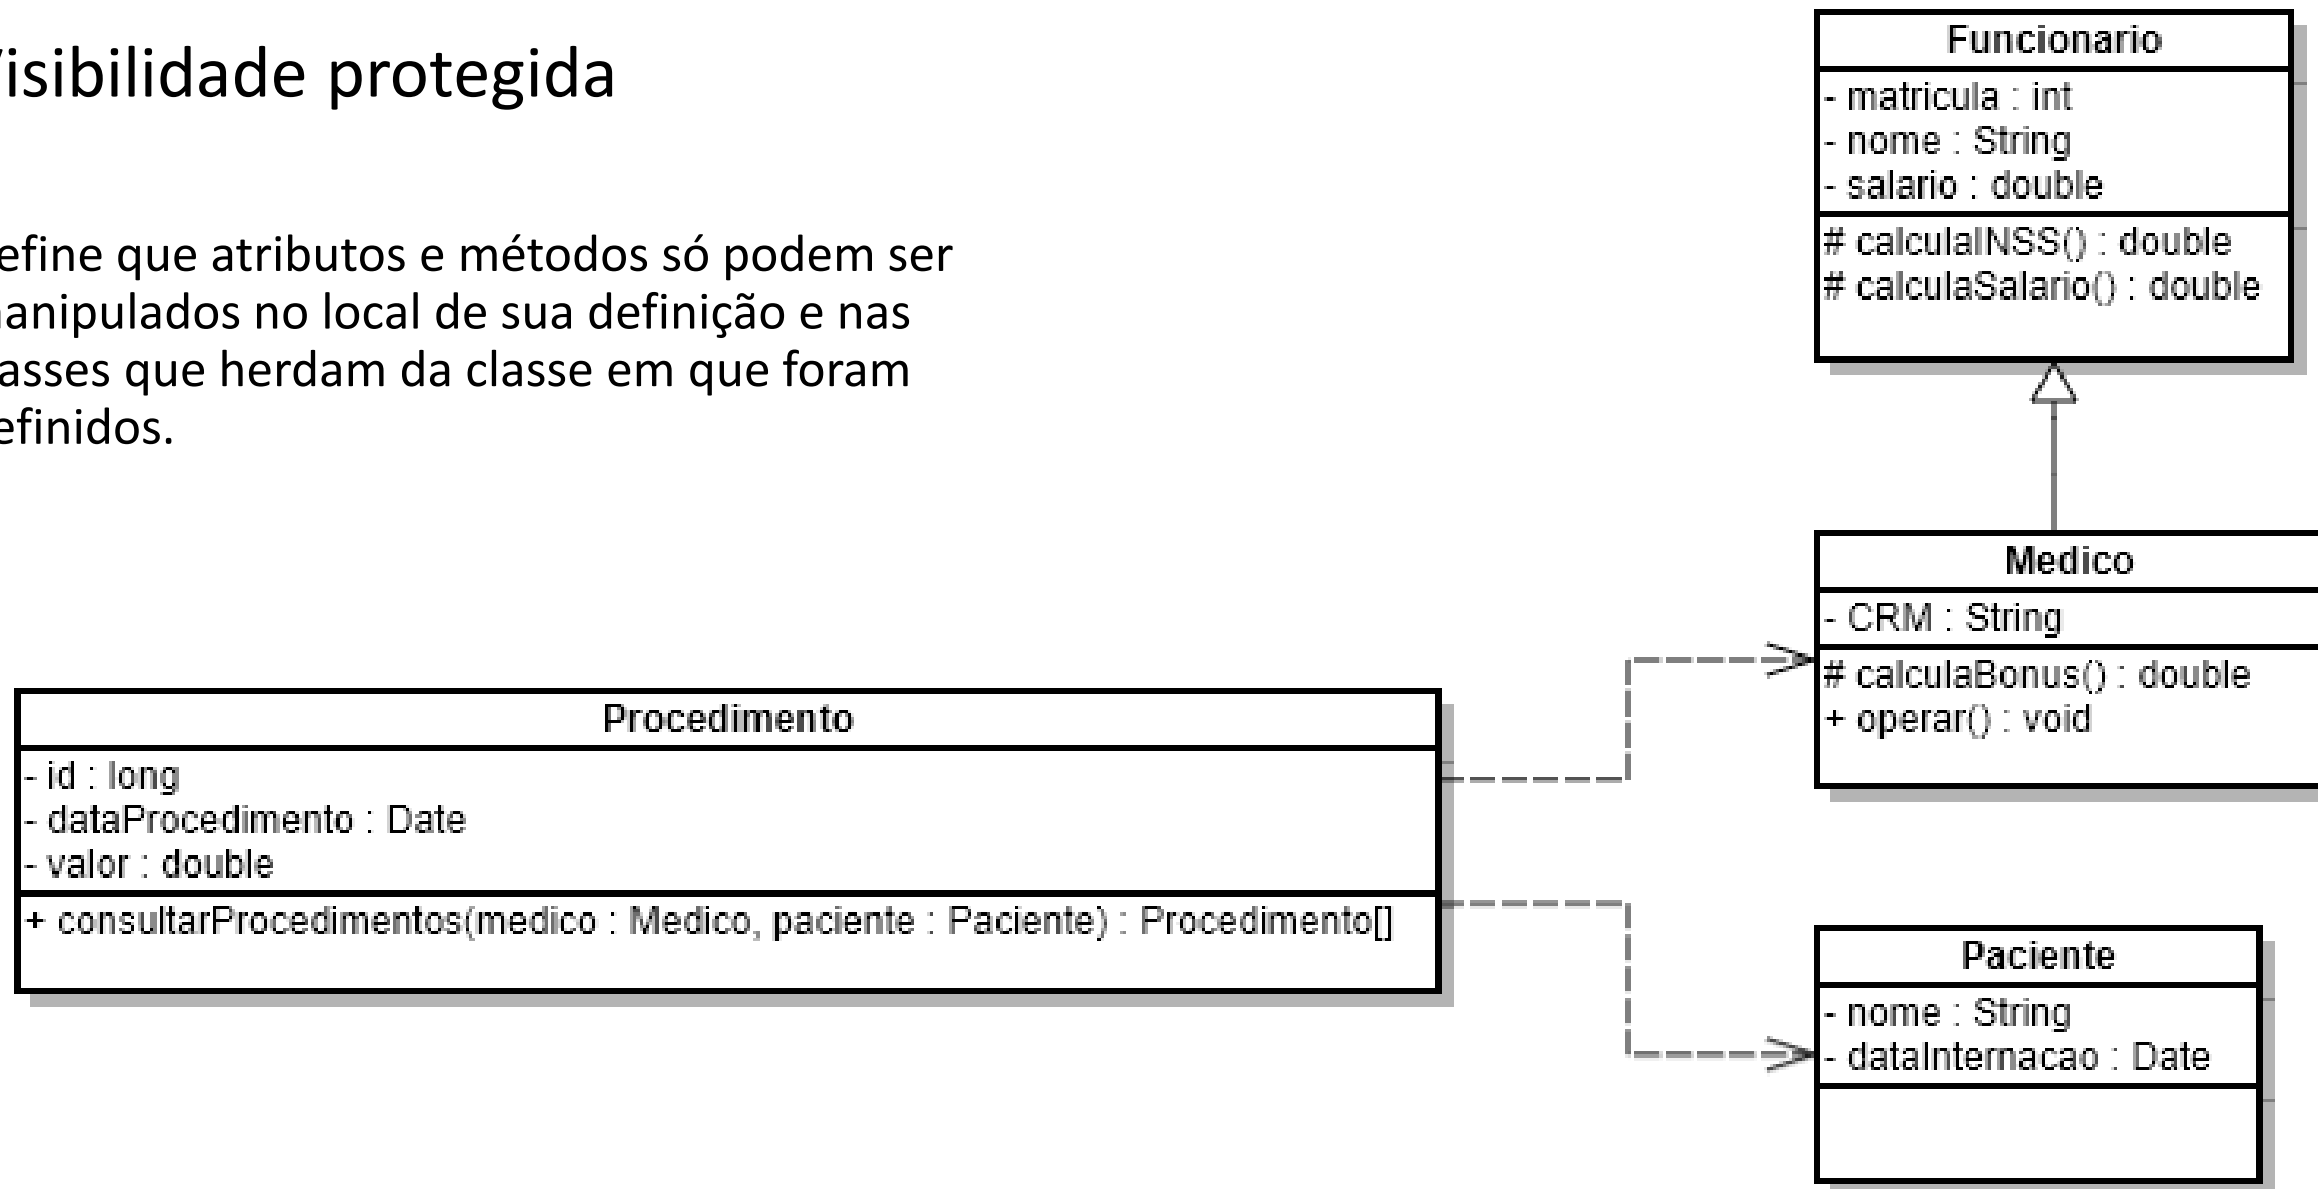 isibilidade protegida
efine que atributos e métodos só podem ser
anipulados no local de sua definição e nas
asses que herdam da classe em que foram
efinidos.
Funcionario
- matricula : int
- nome : String
- salario : double
# calculaINSS() : double
# calculaSalario() : double
Medico
- CRM : String
# calculaBonus() : double
+ operar() : void
Procedimento
- id : long
- dataProcedimento : Date
- valor : double
+ consultarProcedimentos(medico : Medico, paciente : Paciente) : Procedimento[]
Paciente
- nome : String
- dataInternacao : Date